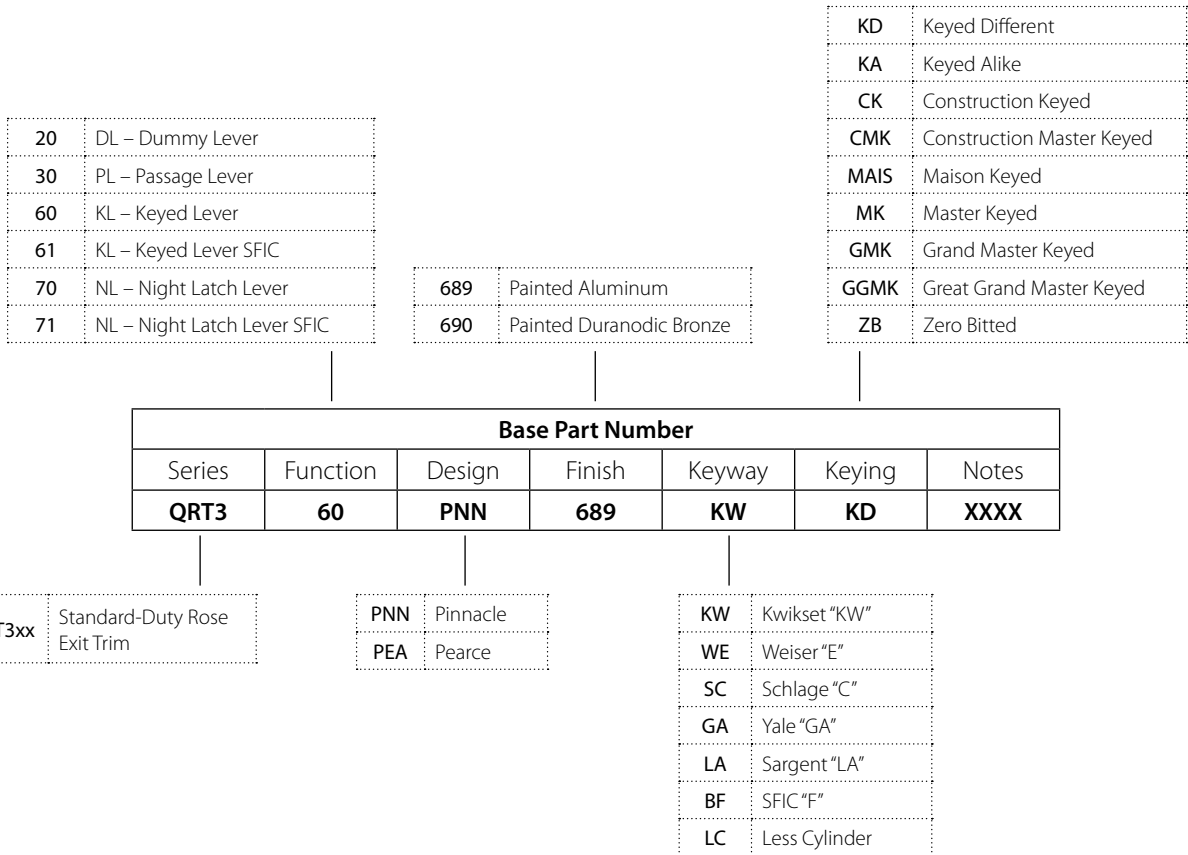 KD Keyed Different
KA Keyed Alike
CK Construction Keyed
CMK Construction Master Keyed
MAIS Maison Keyed
MK Master Keyed
GMK Grand Master Keyed
GGMK Great Grand Master Keyed
ZB Zero Bitted
20 DL – Dummy Lever
30 PL – Passage Lever
60 KL – Keyed Lever
61 KL – Keyed Lever SFIC
70 NL – Night Latch Lever
71 NL – Night Latch Lever SFIC
689 Painted Aluminum
690 Painted Duranodic Bronze
Base Part Number
Series Function Design Finish Keyway Keying Notes
QRT3 60 PNN 689 KW KD XXXX
T3xx Standard-Duty Rose
Exit Trim
PNN Pinnacle
PEA Pearce
KW Kwikset "KW"
WE Weiser "E"
SC Schlage "C"
GA Yale "GA"
LA Sargent "LA"
BF SFIC "F"
LC Less Cylinder